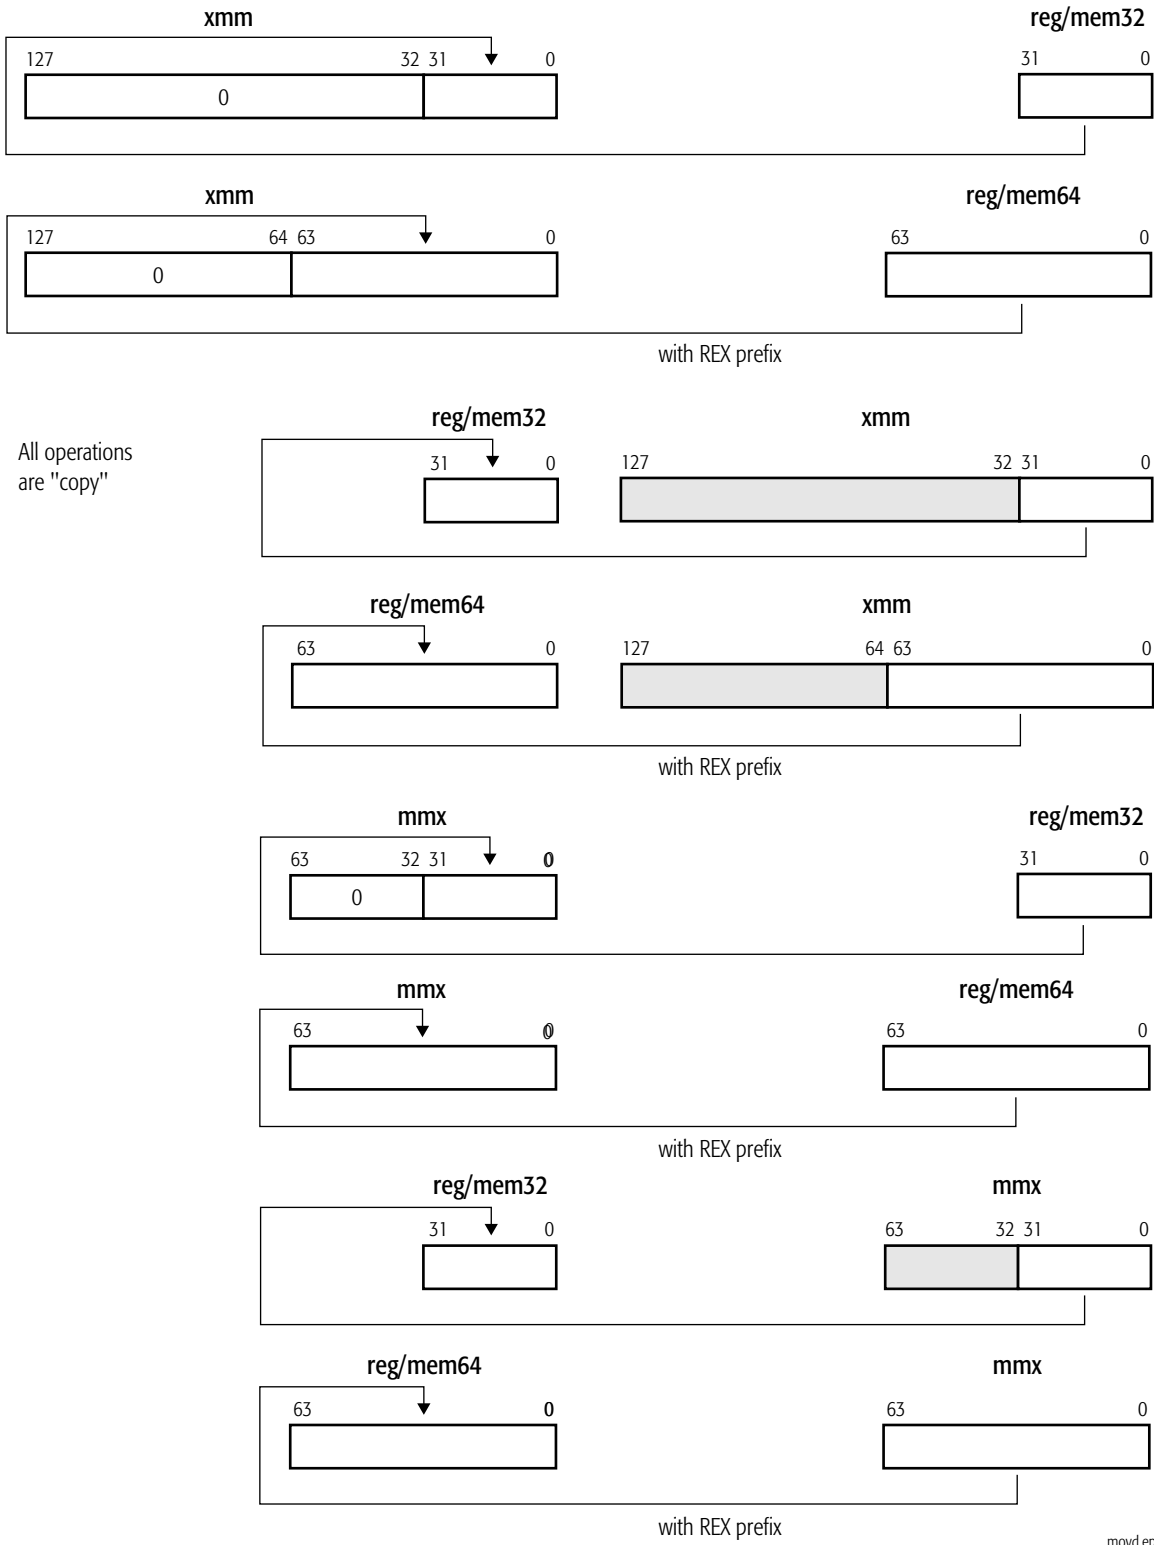 xmm reg/mem32
127 32 31 0 31 0
0
xmm reg/mem64
127 64 63 0 63 0
0
with REX prefix
reg/mem32 xmm
All operations
are "copy"
31 0 127 32 31 0
reg/mem64 xmm
63 0 127 64 63 0
with REX prefix
mmx reg/mem32
63 32 31 0 31 0
0
mmx reg/mem64
63 0 63 0
with REX prefix
reg/mem32 mmx
31 0 63 32 31 0
reg/mem64 mmx
63 0 63 0
with REX prefix